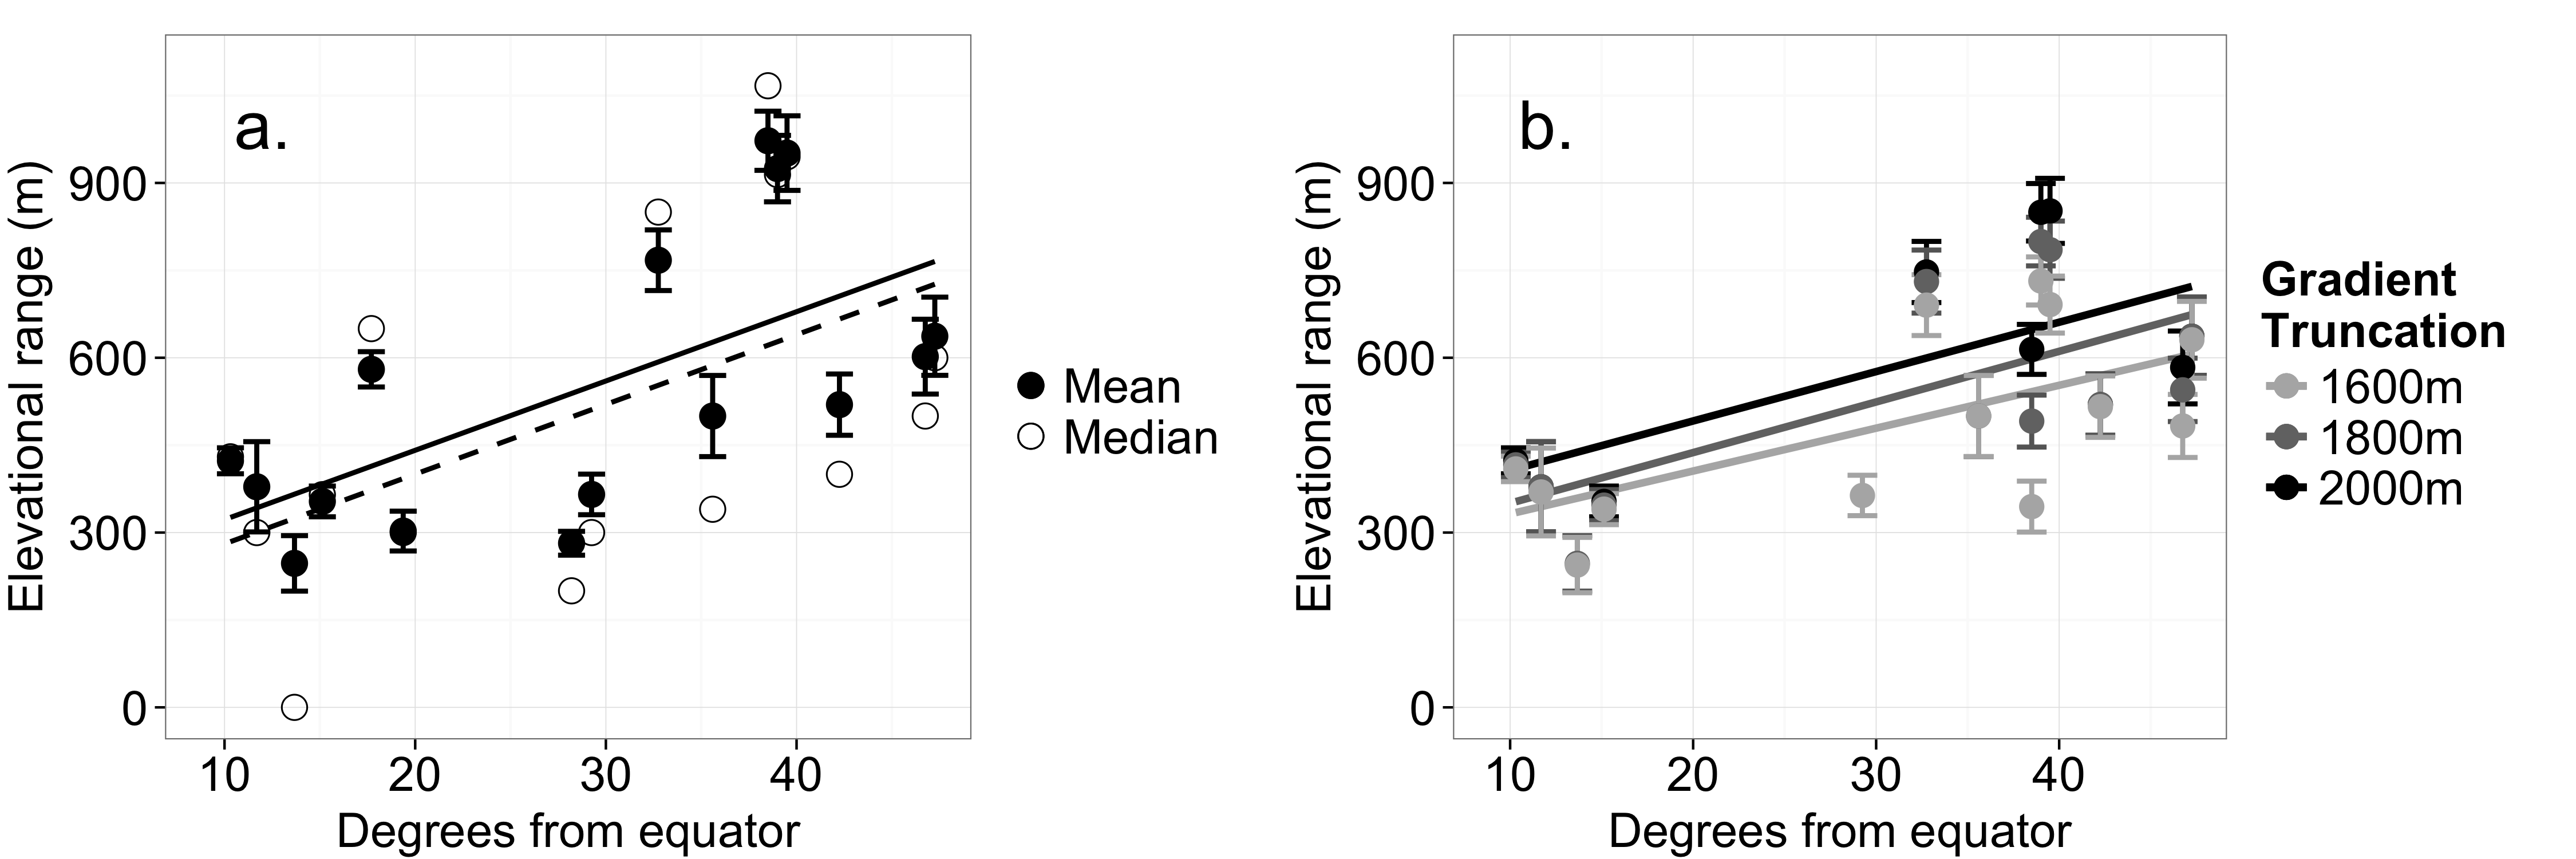 a.
Elevational range (m)
900
600
300
0
10 20 30 40
Degrees from equator
Mean
Median
b.
Elevational range (m)
900
600
300
0
10 20 30 40
Degrees from equator
Gradient
Truncation
1600m
1800m
2000m